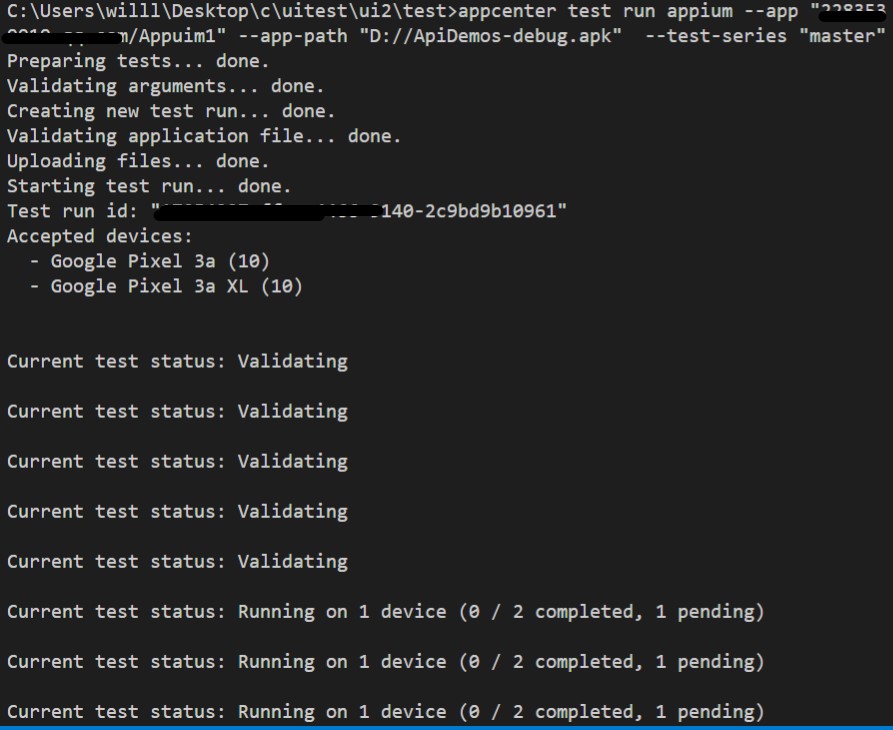 C:\Users\willl\Desktop\c\uitest\ui2\test>appcenter test run appium --app "
m/Appuim1" --app-path "D://ApiDemos-debug.apk"  --test-series "master"
Preparing tests... done.
Validating arguments... done.
Creating new test run... done.
Validating application file... done.
Uploading files... done.
Starting test run... done.
Test run id: "140-2c9bd9b10961"
Accepted devices:
  - Google Pixel 3a (10)
  - Google Pixel 3a XL (10)
Current test status: Validating
Current test status: Validating
Current test status: Validating
Current test status: Validating
Current test status: Validating
Current test status: Running on 1 device (0 / 2 completed, 1 pending)
Current test status: Running on 1 device (0 / 2 completed, 1 pending)
Current test status: Running on 1 device (0 / 2 completed, 1 pending)